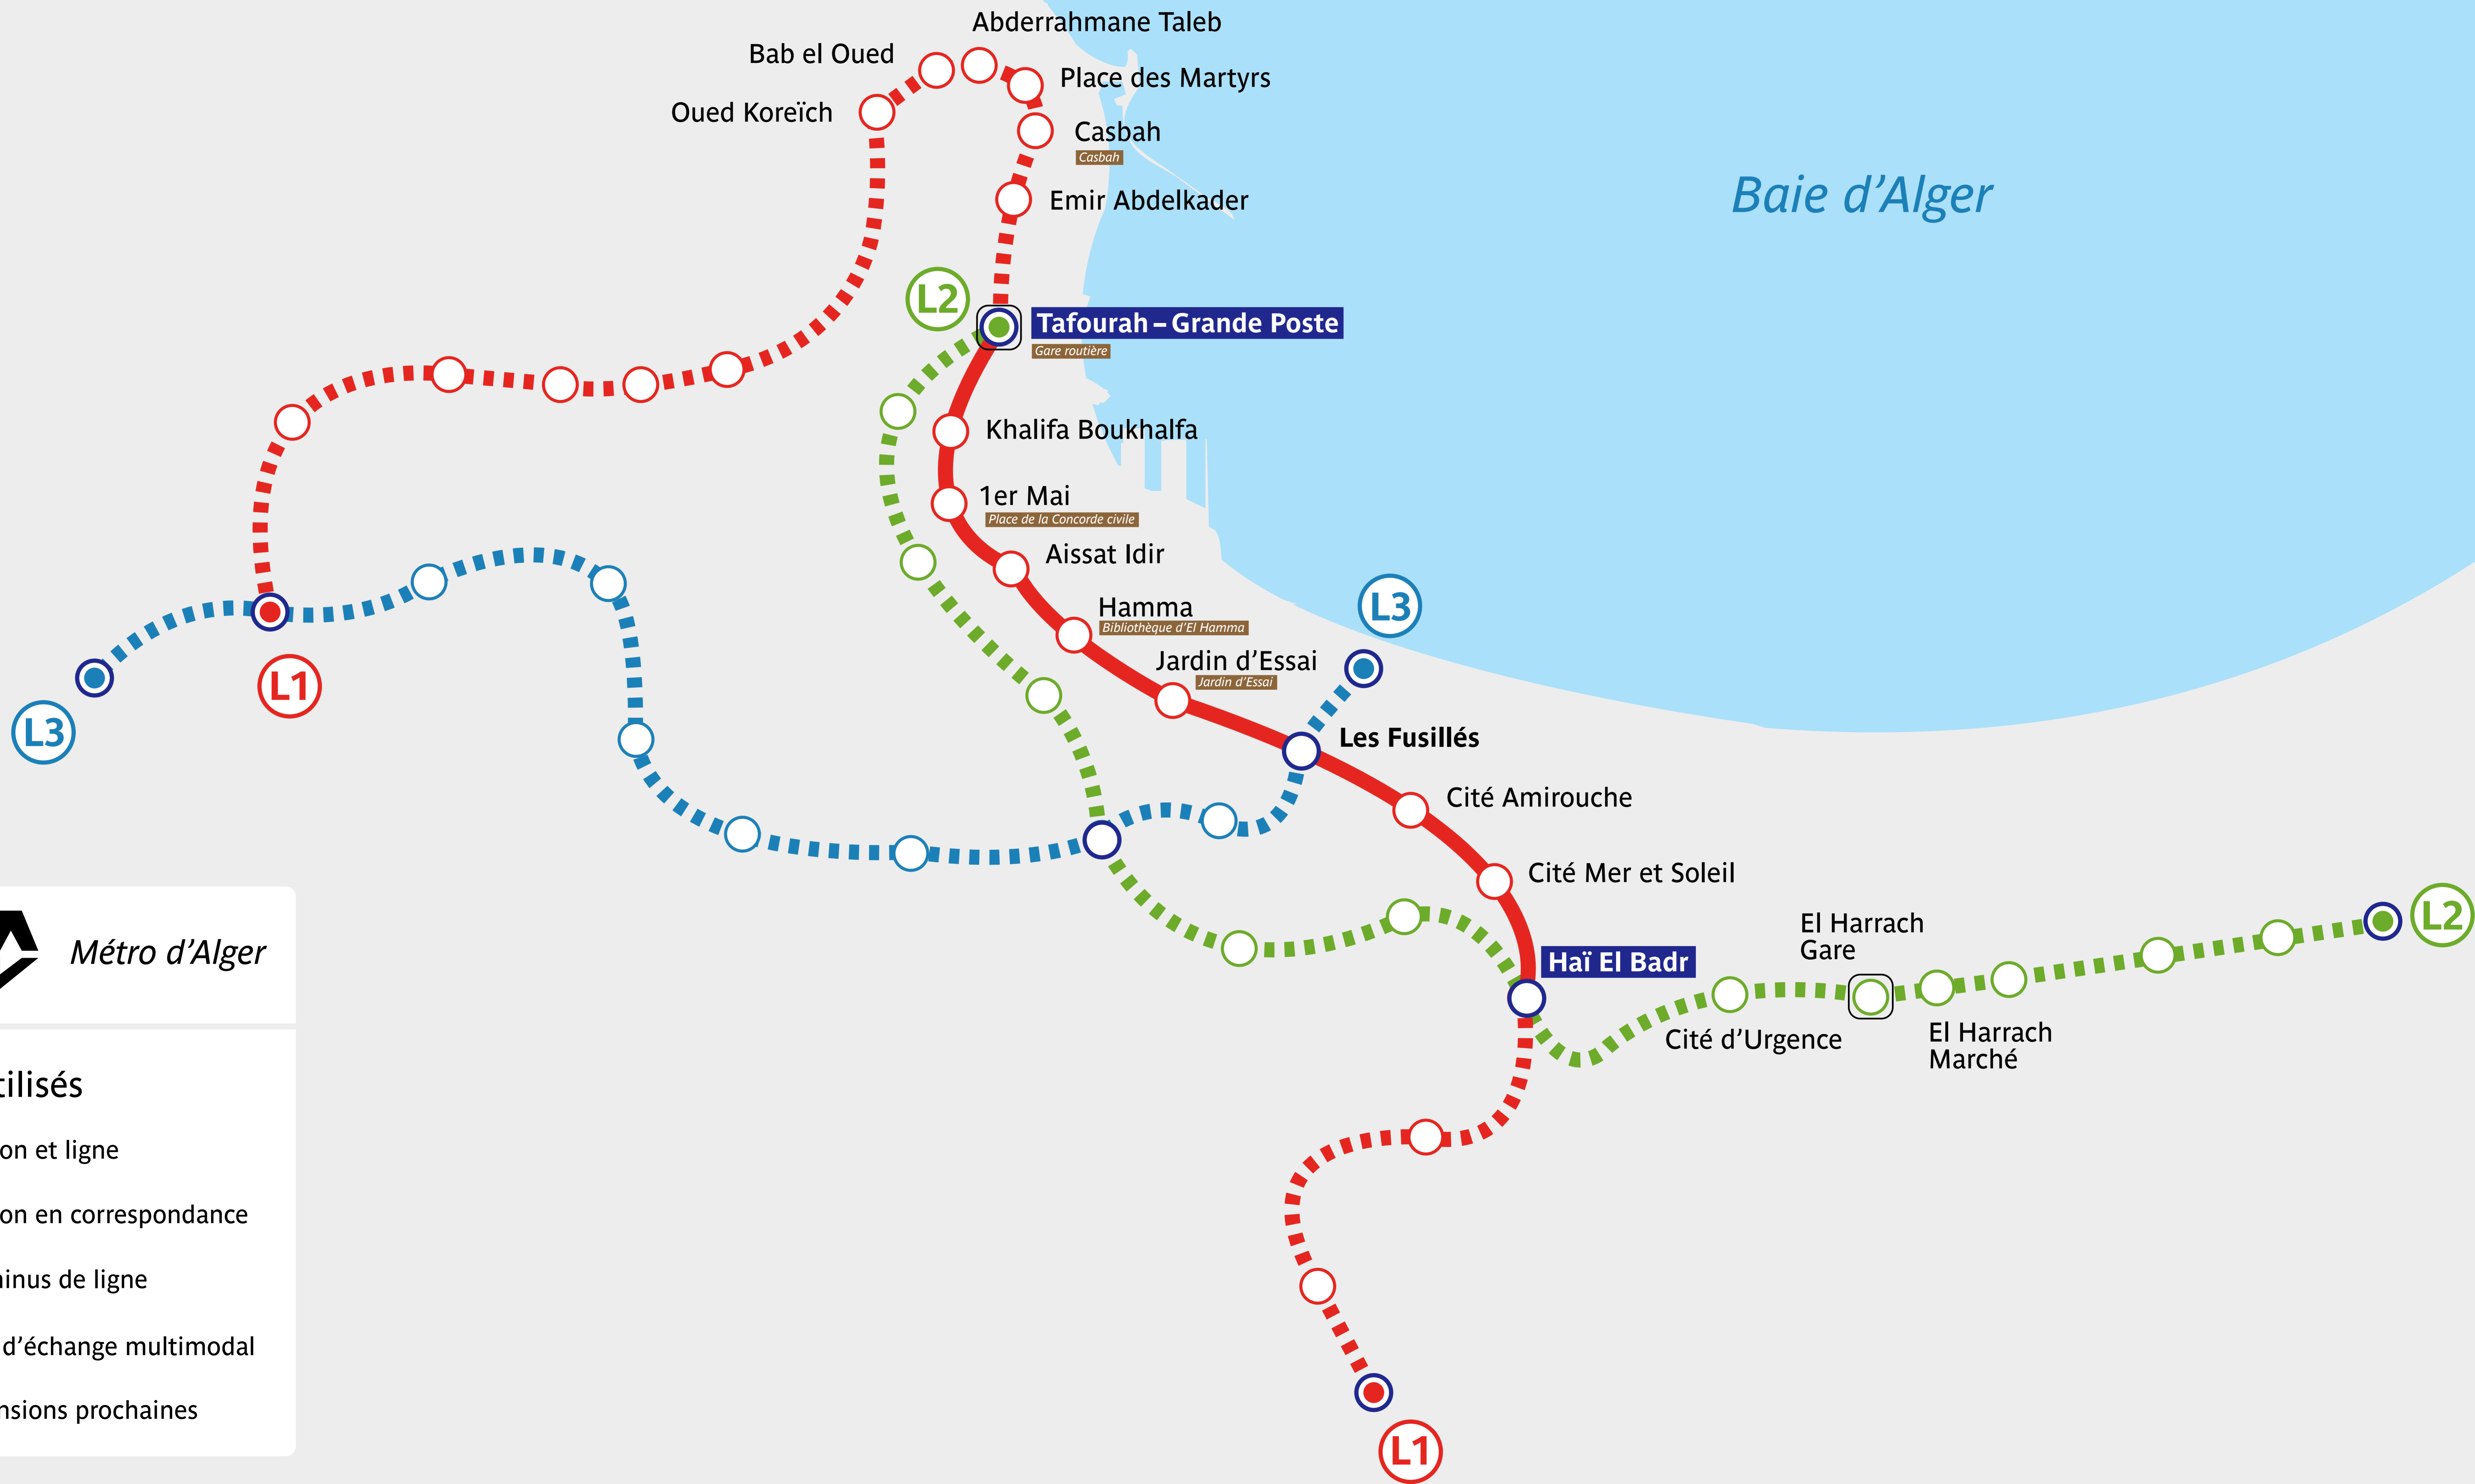 Abderrahmane Taleb
Bab el Oued
Place des Martyrs
Oued Koreïch
Casbah
Casbah
Emir Abdelkader
Baie d'Alger
L2
Tafourah – Grande Poste
Gare routière
Khalifa Boukhalfa
1er Mai
Place de la Concorde civile
Aissat Idir
Hamma
Bibliothèque d'El Hamma
L3
Jardin d'Essai
Jardin d'Essai
L1
L3
Les Fusillés
Cité Amirouche
Cité Mer et Soleil
El Harrach
Gare
L2
Haï El Badr
Cité d'Urgence
El Harrach
Marché
Métro d'Alger
tilisés
on et ligne
on en correspondance
ninus de ligne
d'échange multimodal
nsions prochaines
L1